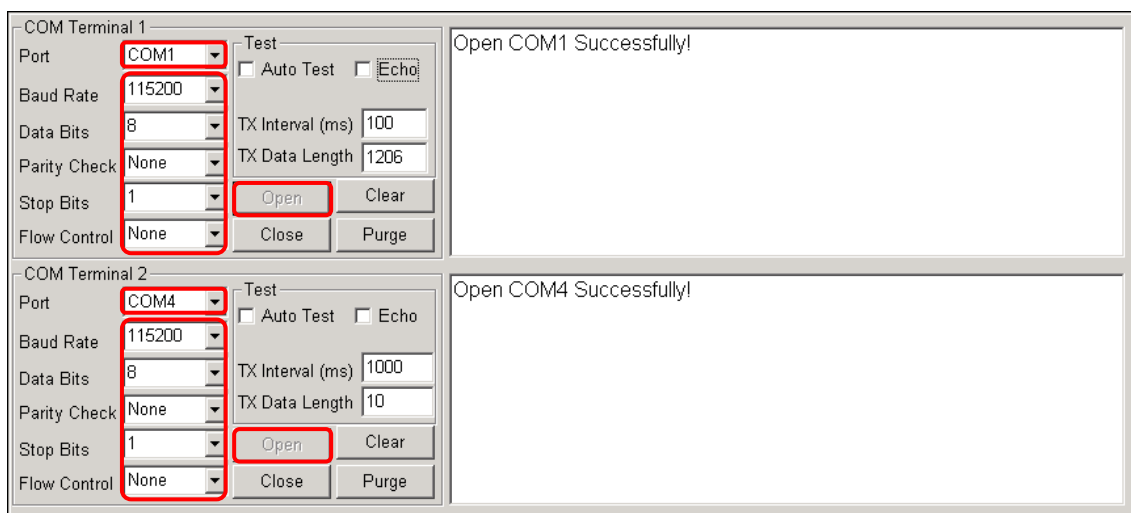 COM Terminal 1
Port COM1
Baud Rate 115200
Data Bits 8
Parity Check None
Stop Bits 1
Flow Control None
Test
Auto Test Echo
TX Interval (ms) 100
TX Data Length 1206
Open Clear
Close Purge
Open COM1 Successfully!
COM Terminal 2
Port COM4
Baud Rate 115200
Data Bits 8
Parity Check None
Stop Bits 1
Flow Control None
Test
Auto Test Echo
TX Interval (ms) 1000
TX Data Length 10
Open Clear
Close Purge
Open COM4 Successfully!